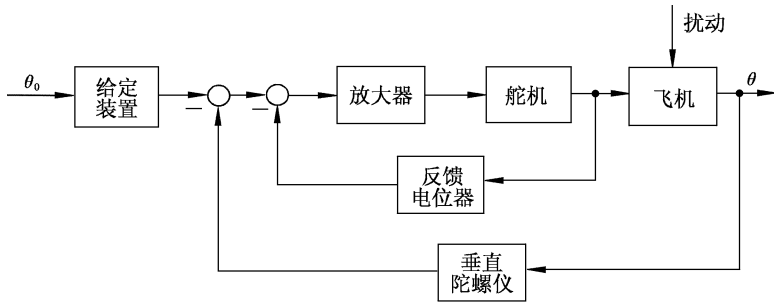 扰动
θ₀
给定
装置
放大器
舵机
飞机
θ
反馈
电位器
垂直
陀螺仪